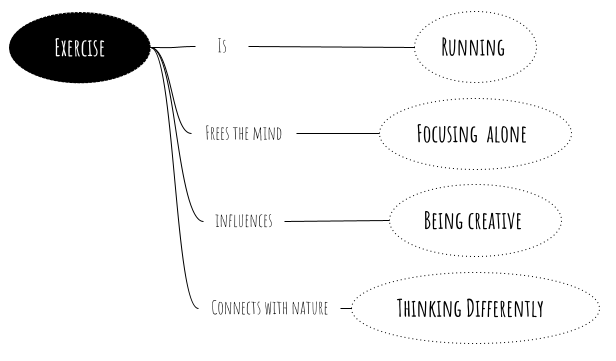 Exercise
Is
Running
Frees the mind
Focusing alone
influences
Being creative
Connects with nature
Thinking Differently